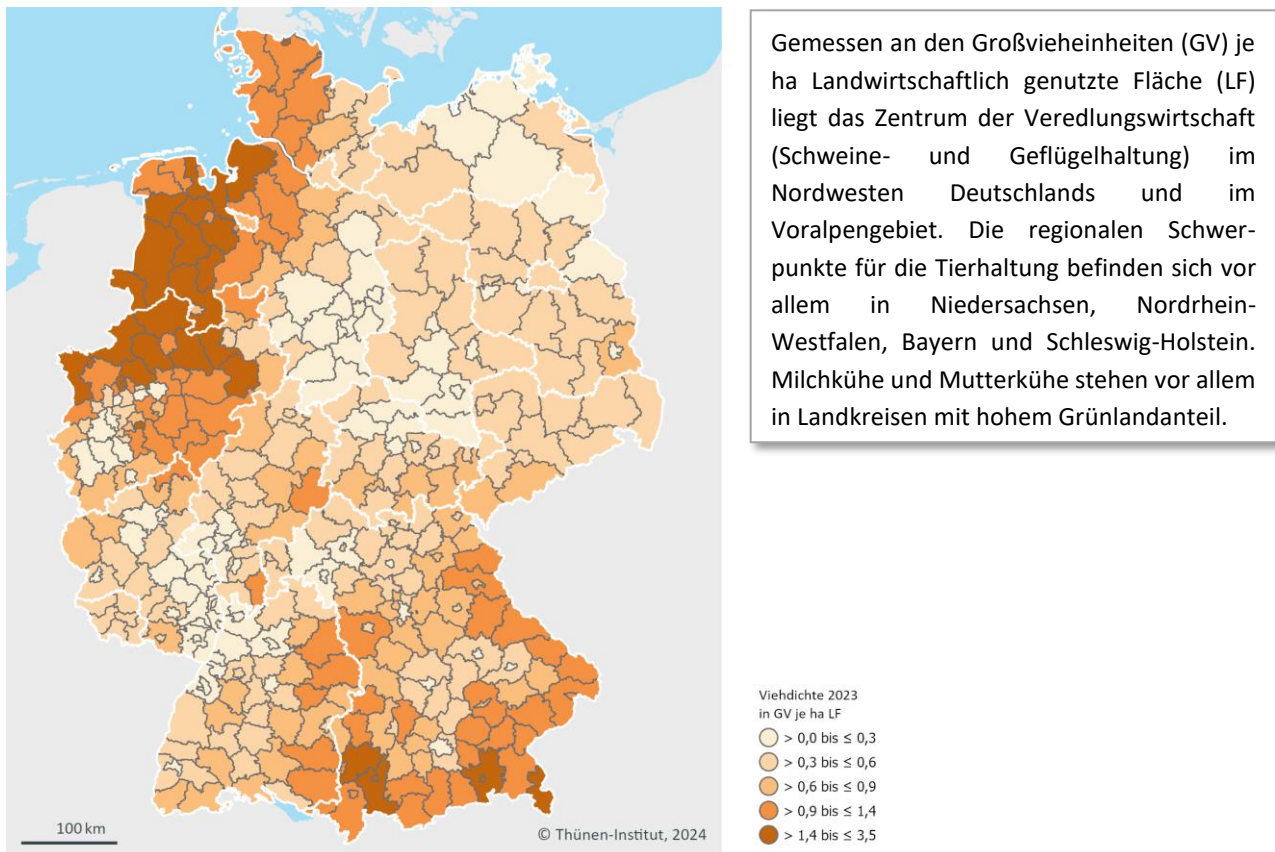 Gemessen an den Großvieheinheiten (GV) je
ha Landwirtschaftlich genutzte Fläche (LF)
liegt das Zentrum der Veredlungswirtschaft
(Schweine- und Geflügelhaltung) im
Nordwesten Deutschlands und im
Voralpengebiet. Die regionalen Schwer-
punkte für die Tierhaltung befinden sich vor
allem in Niedersachsen, Nordrhein-
Westfalen, Bayern und Schleswig-Holstein.
Milchkühe und Mutterkühe stehen vor allem
in Landkreisen mit hohem Grünlandanteil.
Viehdichte 2023
in GV je ha LF
> 0,0 bis ≤ 0,3
> 0,3 bis ≤ 0,6
> 0,6 bis ≤ 0,9
> 0,9 bis ≤ 1,4
> 1,4 bis ≤ 3,5
100 km
© Thünen-Institut, 2024